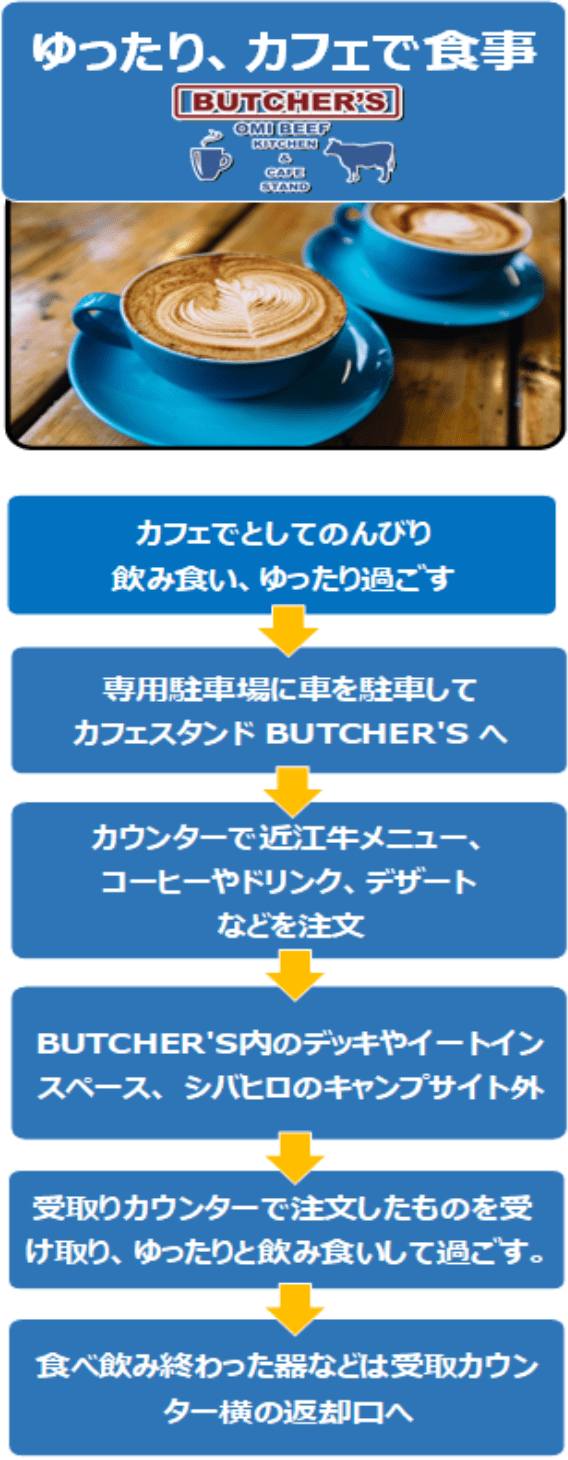 ゆったり、カフェで食事
BUTCHER'S
OMI BEEF
KITCHEN
&
CAFE
STAND
カフェでとしてのんびり
飲み食い、ゆったり過ごす
専用駐車場に車を駐車して
カフェスタンド BUTCHER'S へ
カウンターで近江牛メニュー、
コーヒーやドリンク、デザート
などを注文
BUTCHER'S内のデッキやイートイン
スペース、シバヒロのキャンプサイト外
受取りカウンターで注文したものを受
け取り、ゆったりと飲み食いして過ごす。
食べ飲み終わった器などは受取カウン
ター横の返却口へ